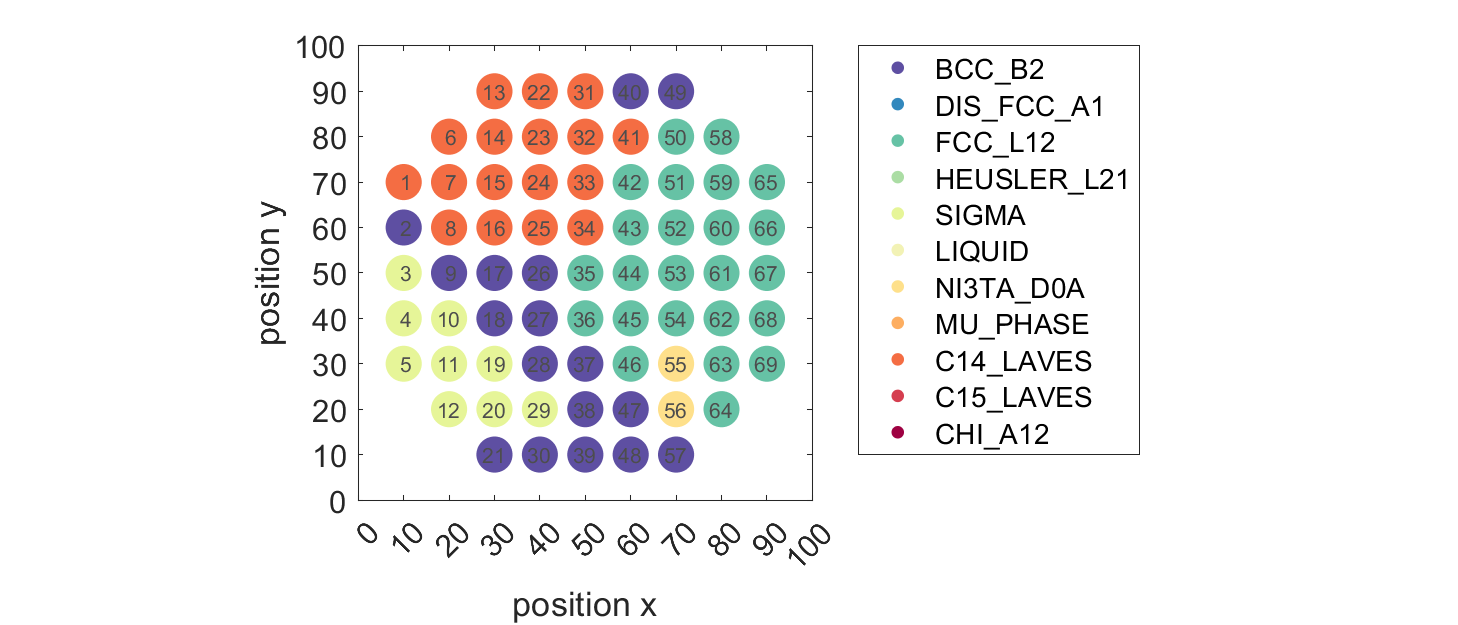 100
90 13 22 31 40 49
80 6 14 23 32 41 50 58
70 1 7 15 24 33 42 51 59 65
60 2 8 16 25 34 43 52 60 66
50 3 9 17 26 35 44 53 61 67
40 4 10 18 27 36 45 54 62 68
30 5 11 19 28 37 46 55 63 69
20 12 20 29 38 47 56 64
10 21 30 39 48 57
0
0 10 20 30 40 50 60 70 80 90 100
position x
position y
BCC_B2
DIS_FCC_A1
FCC_L12
HEUSLER_L21
SIGMA
LIQUID
NI3TA_D0A
MU_PHASE
C14_LAVES
C15_LAVES
CHI_A12